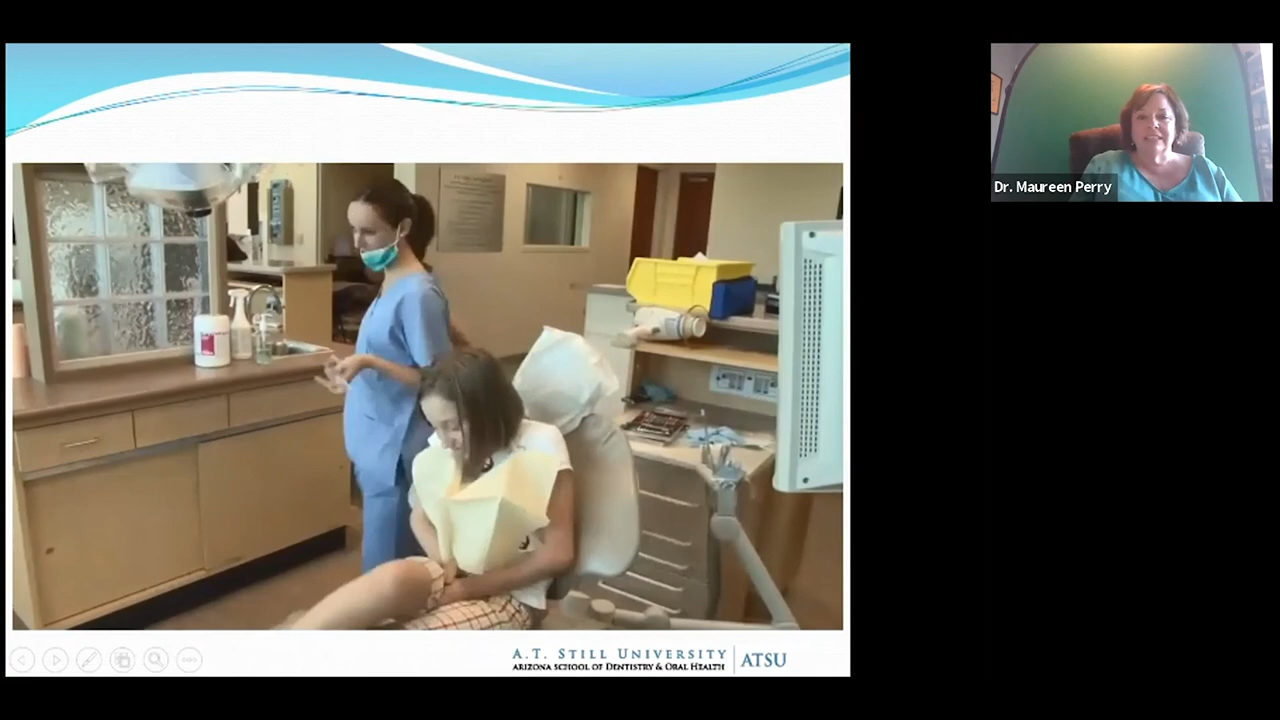 Dr. Maureen Perry
A.T. STILL UNIVERSITY
ARIZONA SCHOOL OF DENTISTRY & ORAL HEALTH
ATSU